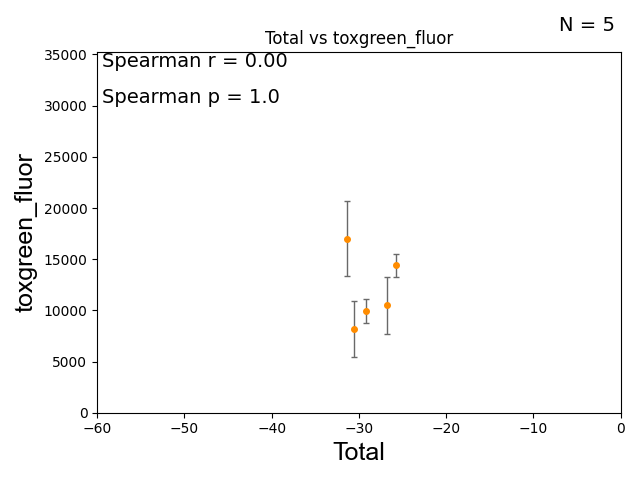 N = 5
Total vs toxgreen_fluor
Spearman r = 0.00
Spearman p = 1.0
35000
30000
25000
20000
15000
10000
5000
0
toxgreen_fluor
−60 −50 −40 −30 −20 −10 0
Total